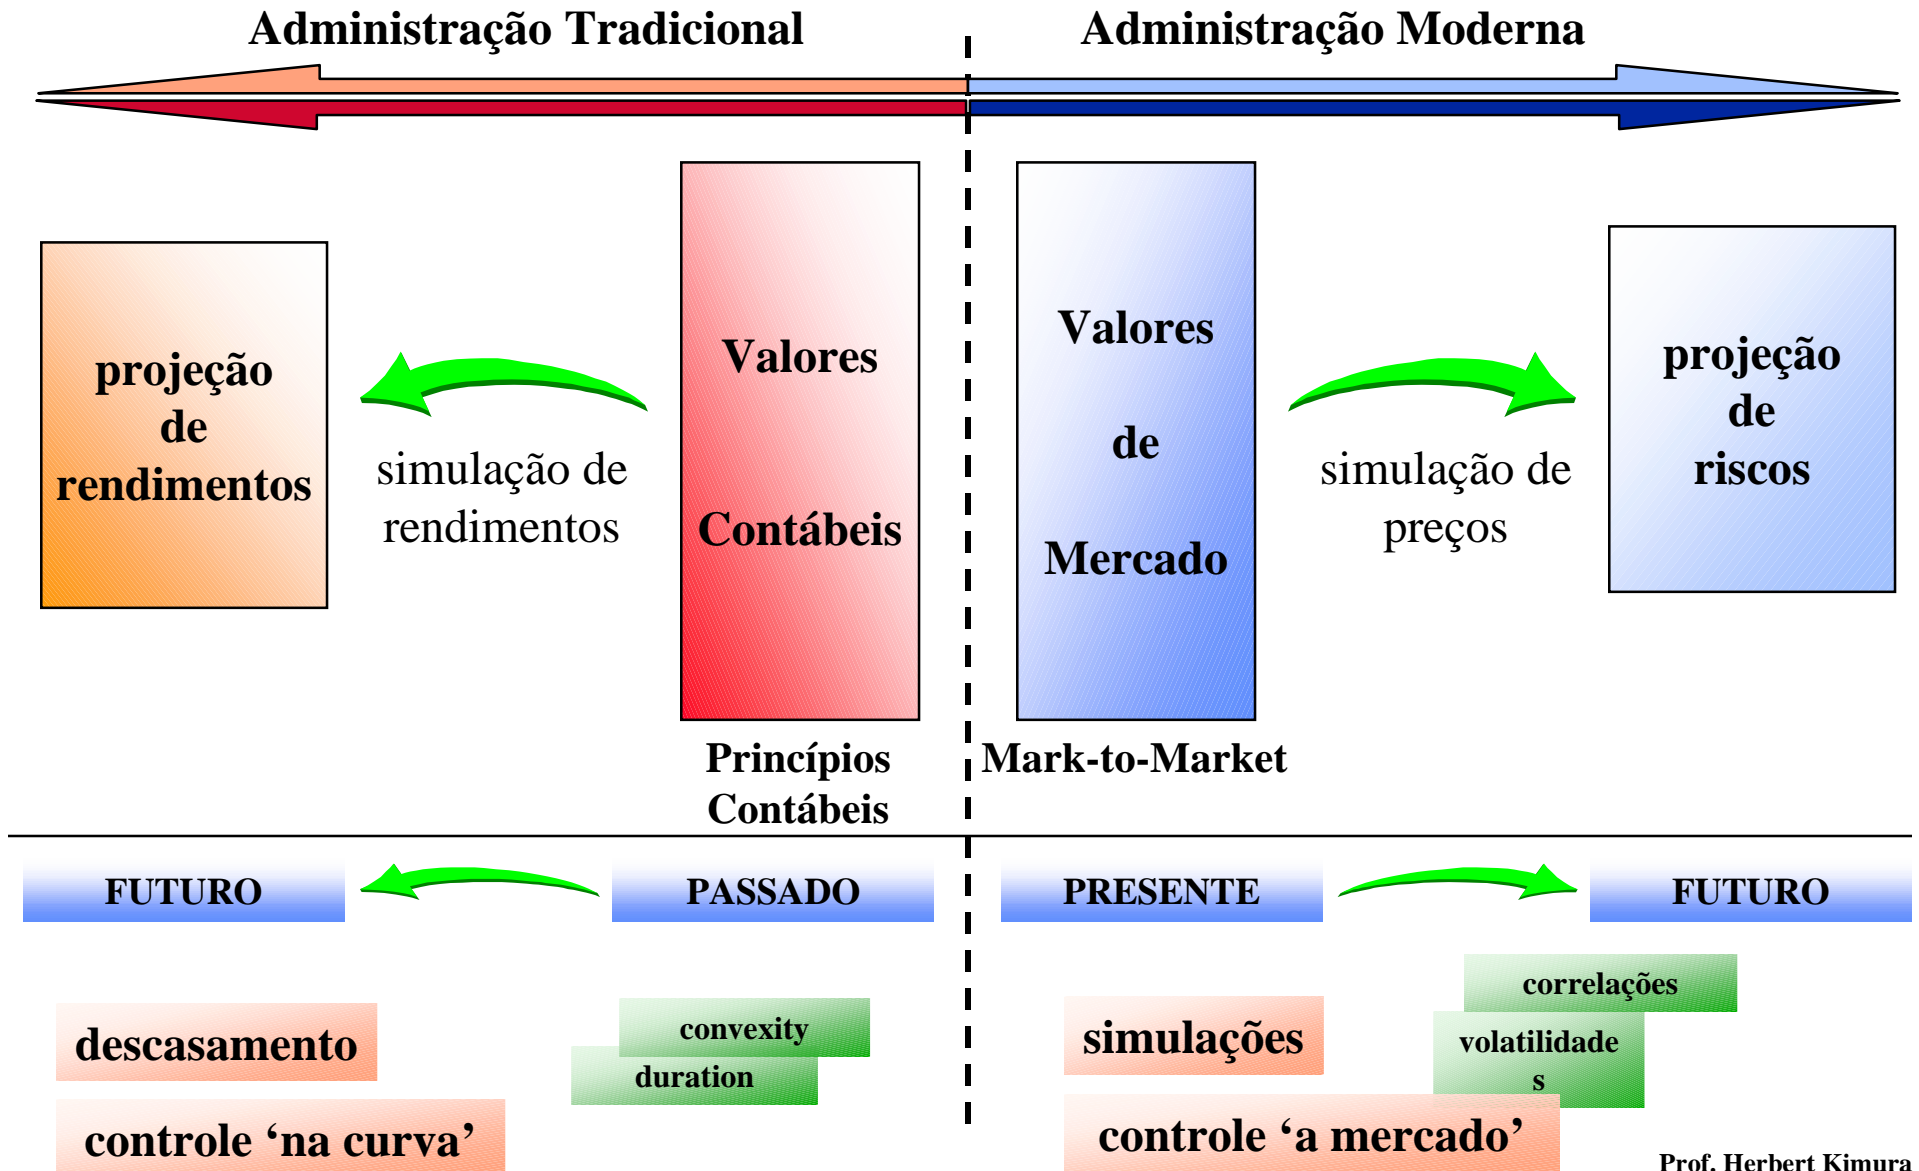 Administração Tradicional
Administração Moderna
projeção
de
rendimentos
simulação de
rendimentos
Valores
Contábeis
Valores
de
Mercado
simulação de
preços
projeção
de
riscos
Princípios
Contábeis
Mark-to-Market
FUTURO
PASSADO
PRESENTE
FUTURO
descasamento
convexity
duration
controle ‘na curva’
simulações
correlações
volatilidade
s
controle ‘a mercado’
Prof. Herbert Kimura